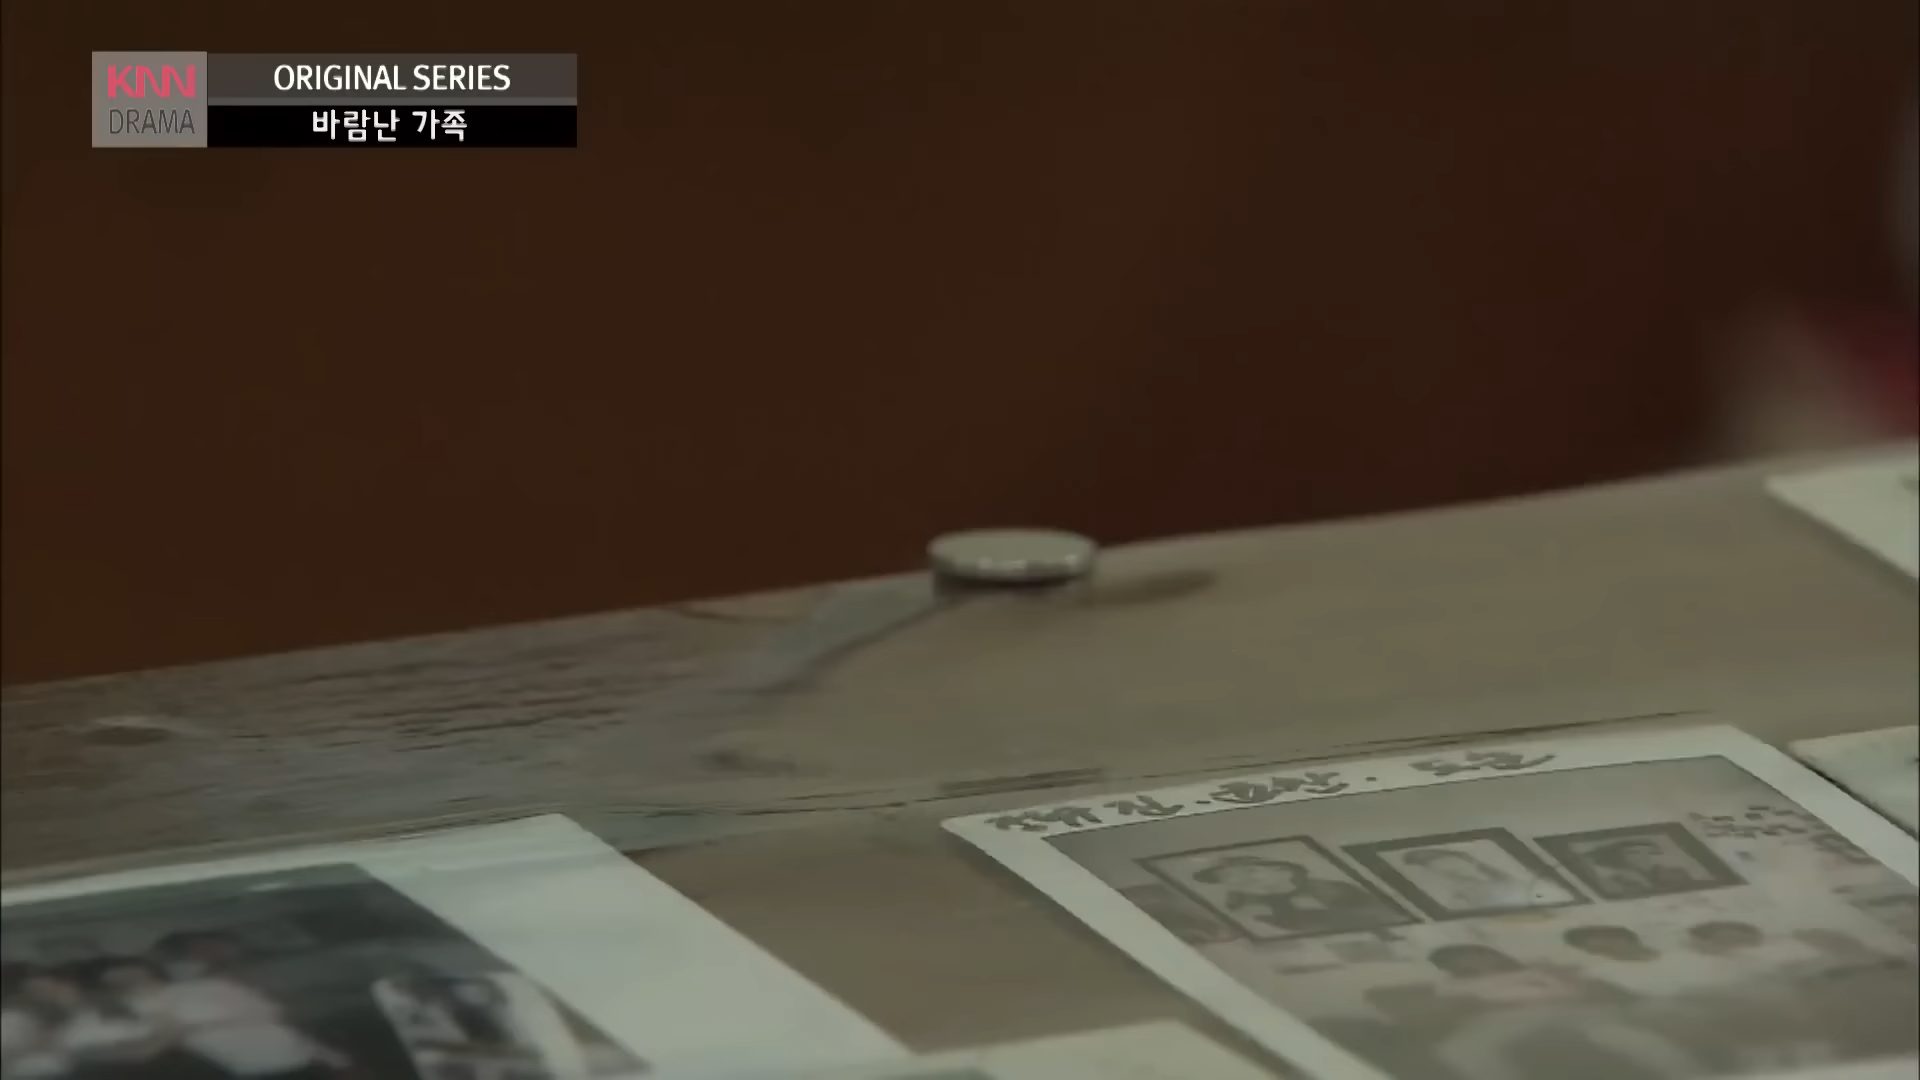 KNN
DRAMA
ORIGINAL SERIES
바람난 가족